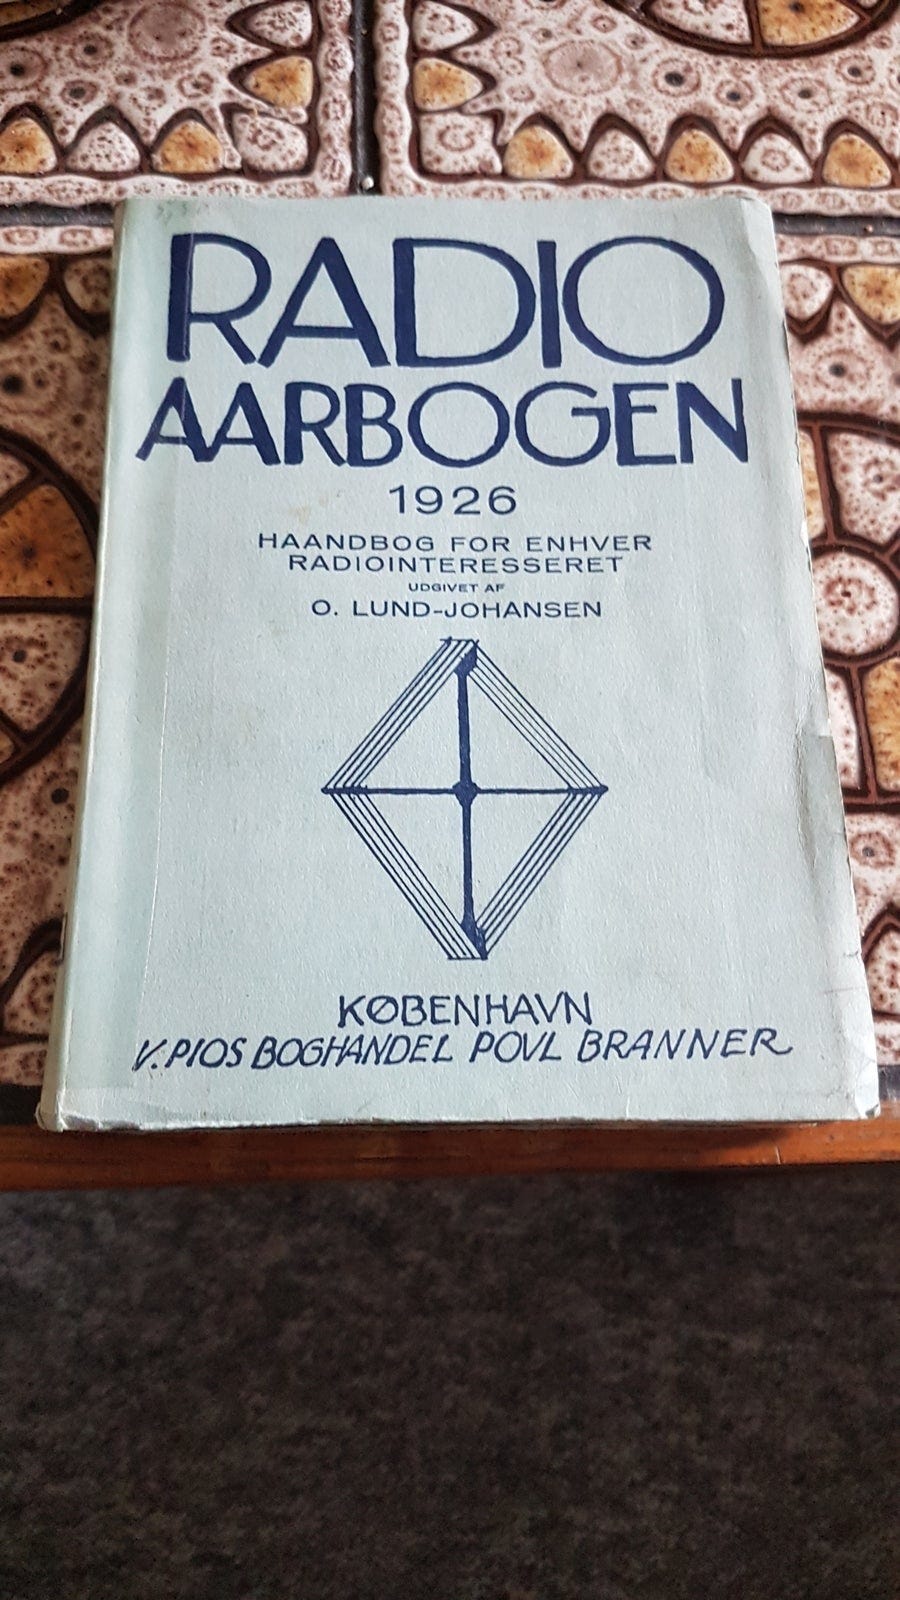 RADIO
AARBOGEN
1926
HAANDBOG FOR ENHVER
RADIOINTERESSERET
UDGIVET AF
O. LUND-JOHANSEN
KØBENHAVN
V. PIOS BOGHANDEL POVL BRANNER